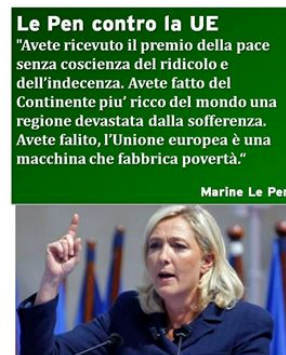 Le Pen contro la UE
"Avete ricevuto il premio della pace
senza coscienza del ridicolo e
dell'indecenza. Avete fatto del
Continente piu' ricco del mondo una
regione devastata dalla sofferenza.
Avete falito, l'Unione europea è una
macchina che fabbrica povertà."
Marine Le Pen